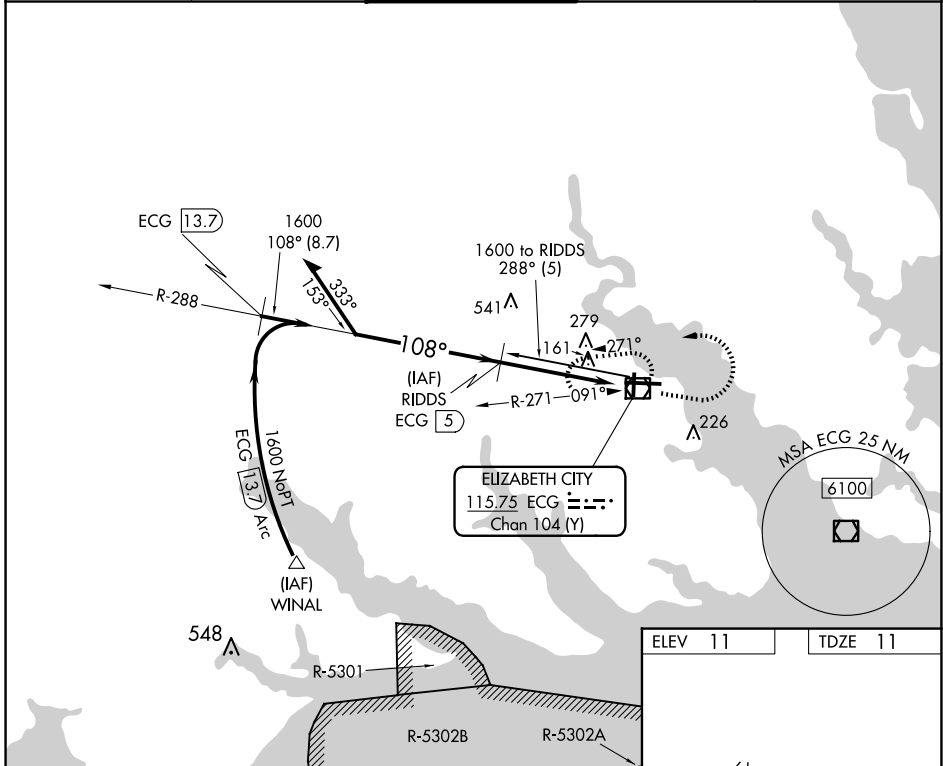 ECG 13.7
1600
108° (8.7)
R-288
333°
153°
1600 to RIDDS
288° (5)
541
279
161
271°
108°
(IAF)
RIDDS
ECG 5
R-271
091°
226
1600 NoPT
ECG 13.7 Arc
(IAF)
WINAL
ELIZABETH CITY
115.75 ECG
Chan 104 (Y)
MSA ECG 25 NM
6100
548
R-5301
R-5302B
R-5302A
ELEV 11
TDZE 11